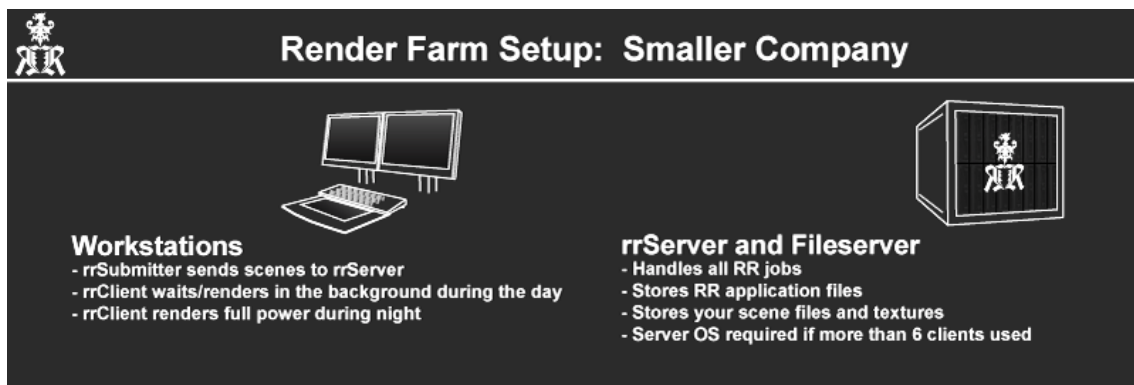 RR
Render Farm Setup: Smaller Company
RR
Workstations
- rrSubmitter sends scenes to rrServer
- rrClient waits/renders in the background during the day
- rrClient renders full power during night
rrServer and Fileserver
- Handles all RR jobs
- Stores RR application files
- Stores your scene files and textures
- Server OS required if more than 6 clients used